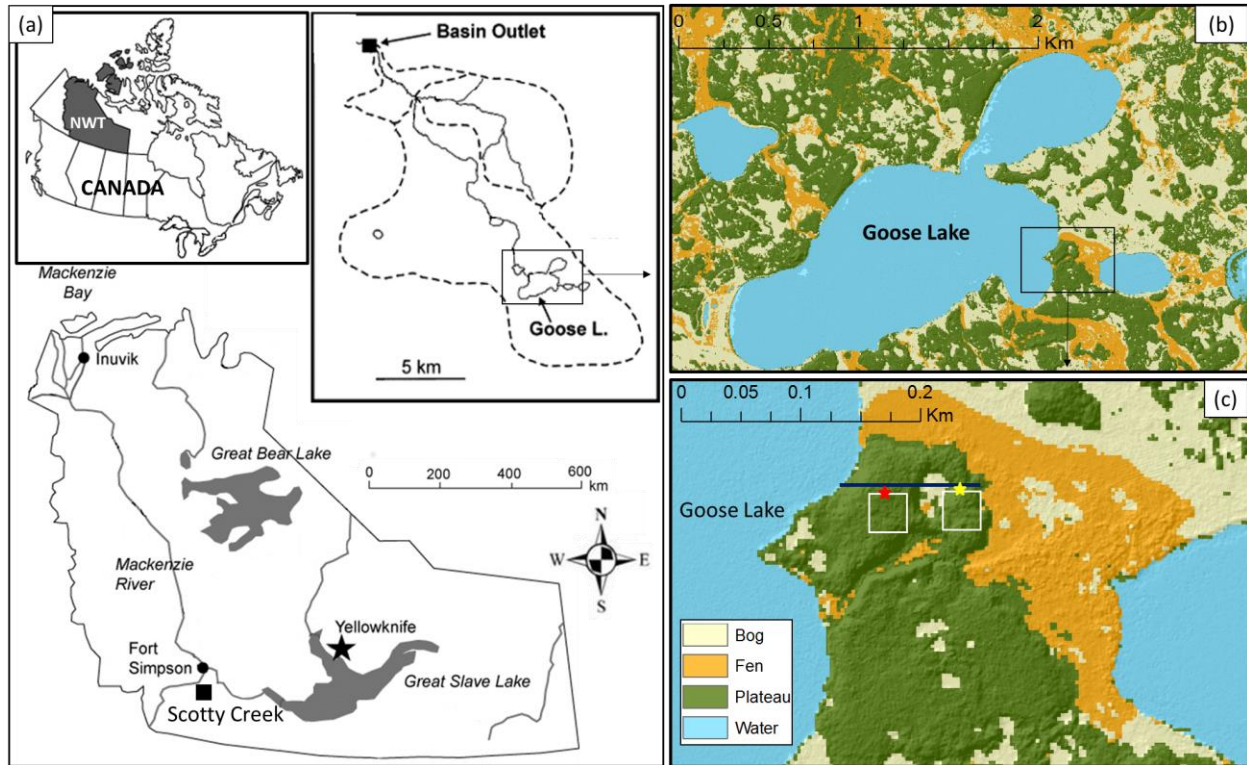 (a)
NWT
CANADA
Basin Outlet
Goose L.
5 km
Mackenzie
Bay
Inuvik
Great Bear Lake
0 200 400 600
km
Mackenzie
River
N
W E
S
Yellowknife
Fort
Simpson
Great Slave Lake
Scotty Creek
(b)
0 0.5 1 2
Km
Goose Lake
(c)
0 0.05 0.1 0.2
Km
Goose Lake
Bog
Fen
Plateau
Water